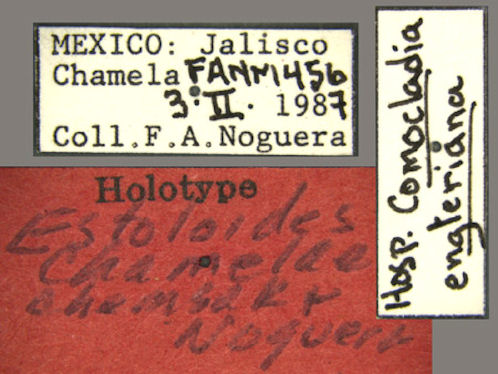 MEXICO: Jalisco
Chamela FANM1456
3.II. 1987
Coll.F.A.Noguera
Hosp. Comocladia
engleriana
Holotype
Estoloides
Chamelae
Noguera